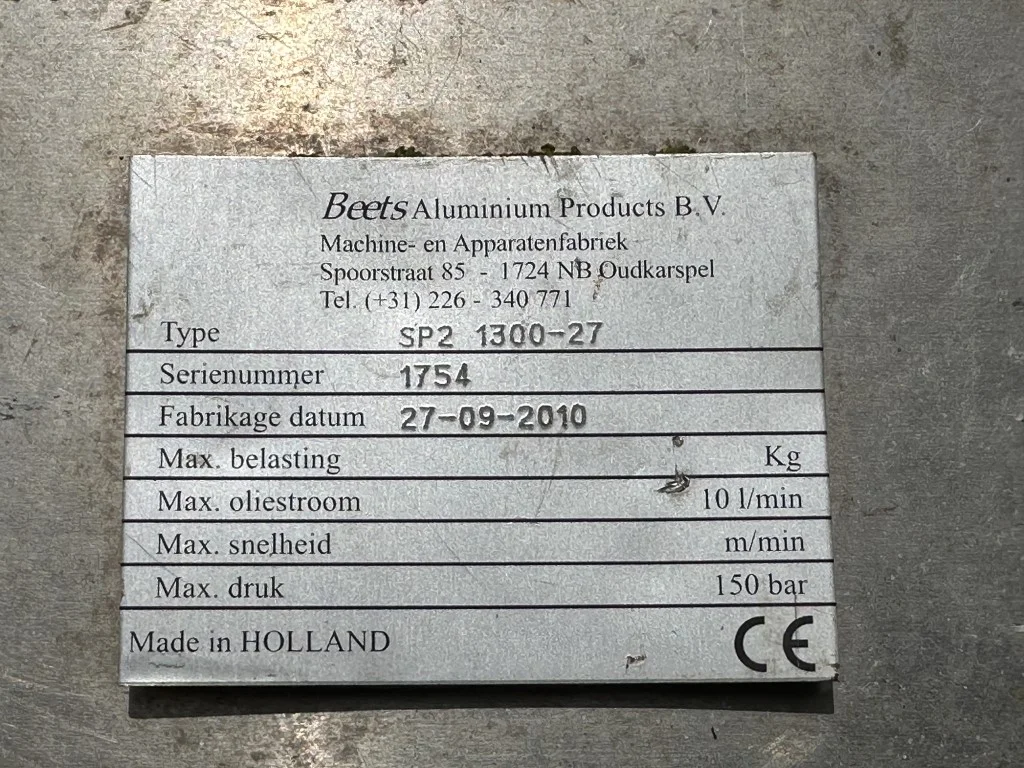 Beets Aluminium Products B.V.
Machine- en Apparatenfabriek
Spoorstraat 85 - 1724 NB Oudkarspel
Tel. (+31) 226 - 340 771
Type SP2 1300-27
Serienummer 1754
Fabrikage datum 27-09-2010
Max. belasting Kg
Max. oliestroom 10 l/min
Max. snelheid m/min
Max. druk 150 bar
Made in HOLLAND CE